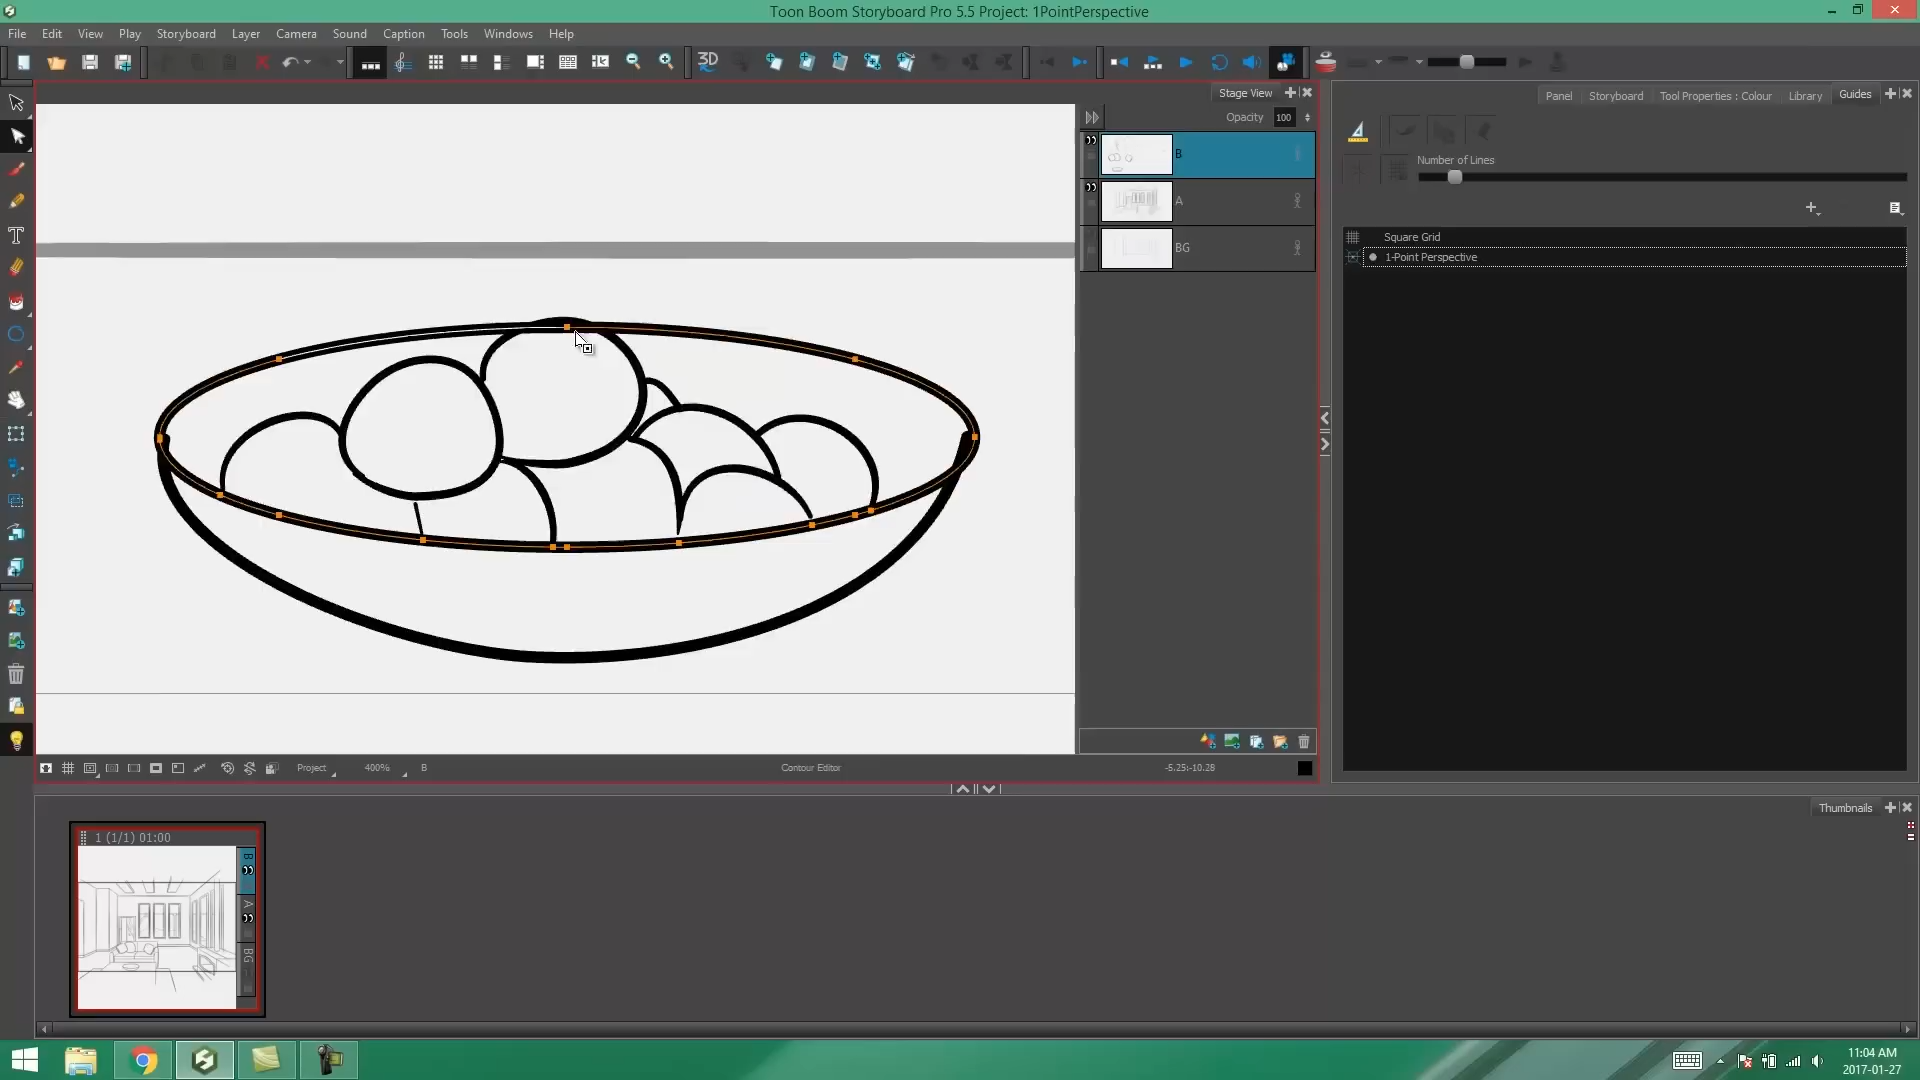 Toon Boom Storyboard Pro 5.5 Project: 1PointPerspective
File Edit View Play Storyboard Layer Camera Sound Caption Tools Windows Help
3D
Stage View
Panel Storyboard Tool Properties : Colour Library Guides
Opacity 100
Number of Lines
B
A
BG
Square Grid
1-Point Perspective
Project 400% B Contour Editor -5.25:-10.28
Thumbnails
1 (1/1) 01:00
B
A
BG
11:04 AM
2017-01-27